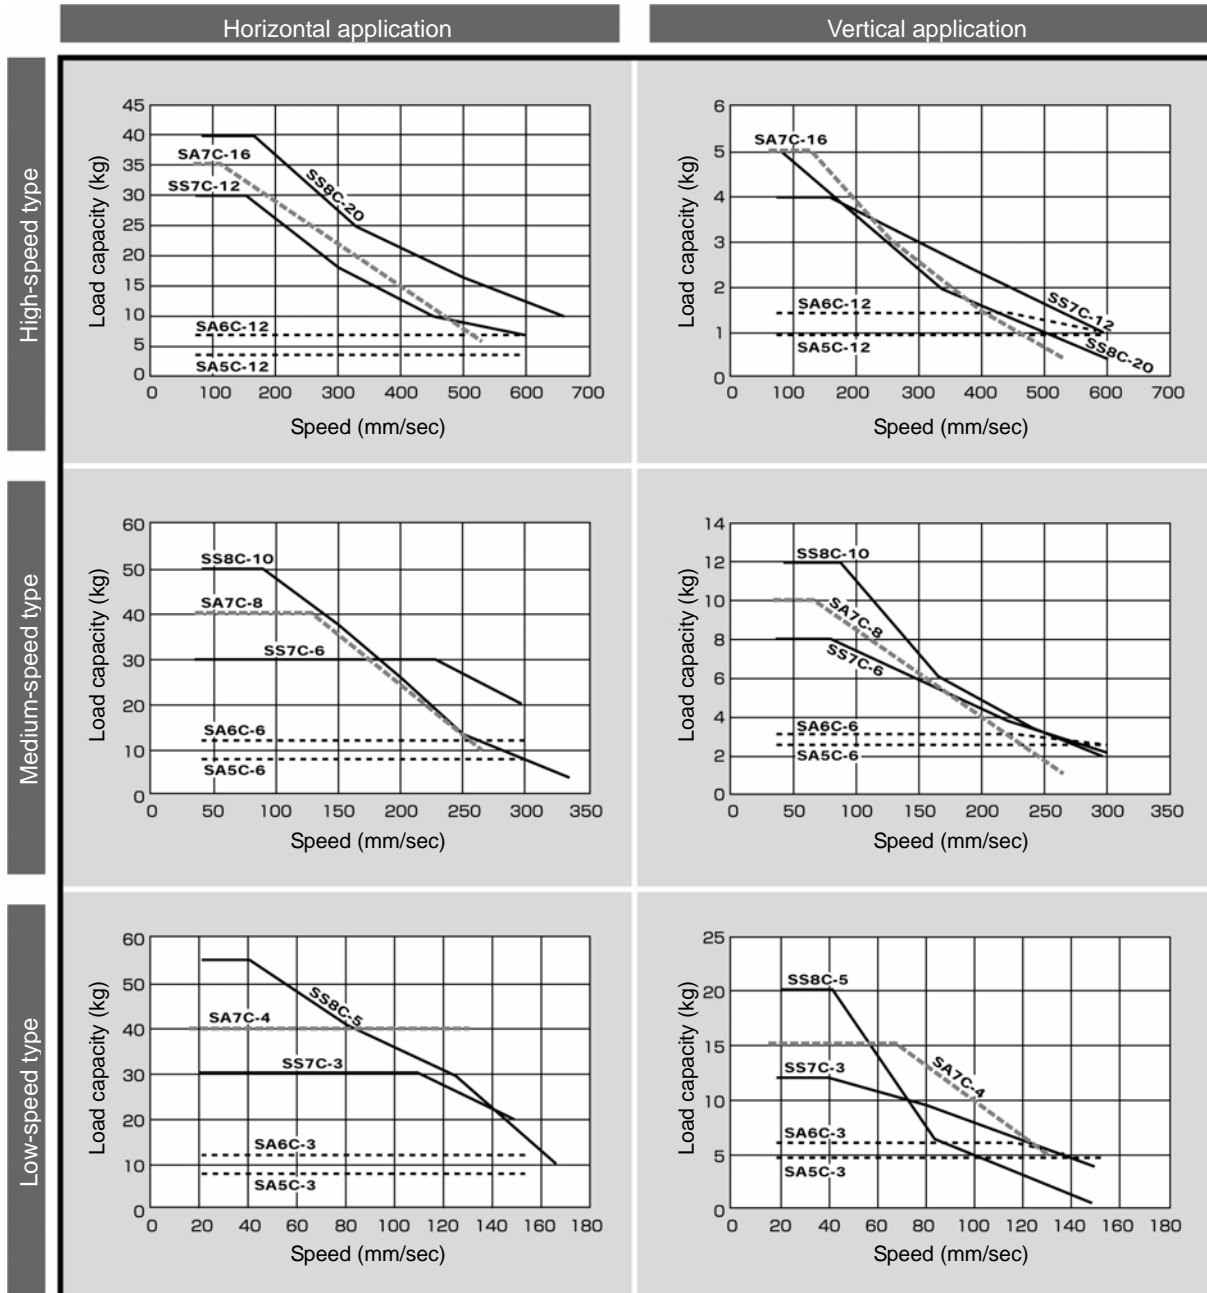 Horizontal application
Vertical application
High-speed type
Load capacity (kg)
45
40
35
30
25
20
15
10
5
0
SA7C-16
SS7C-12
SS8C-20
SA6C-12
SA5C-12
0 100 200 300 400 500 600 700
Speed (mm/sec)
Load capacity (kg)
6
5
4
3
2
1
0
SA7C-16
SA6C-12
SA5C-12
SS7C-12
SS8C-20
0 100 200 300 400 500 600 700
Speed (mm/sec)
Medium-speed type
Load capacity (kg)
60
50
40
30
20
10
0
SS8C-10
SA7C-8
SS7C-6
SA6C-6
SA5C-6
0 50 100 150 200 250 300 350
Speed (mm/sec)
Load capacity (kg)
14
12
10
8
6
4
2
0
SS8C-10
SA7C-8
SS7C-6
SA6C-6
SA5C-6
0 50 100 150 200 250 300 350
Speed (mm/sec)
Low-speed type
Load capacity (kg)
60
50
40
30
20
10
0
SS8C-5
SA7C-4
SS7C-3
SA6C-3
SA5C-3
0 20 40 60 80 100 120 140 160 180
Speed (mm/sec)
Load capacity (kg)
25
20
15
10
5
0
SS8C-5
SS7C-3
SA7C-4
SA6C-3
SA5C-3
0 20 40 60 80 100 120 140 160 180
Speed (mm/sec)